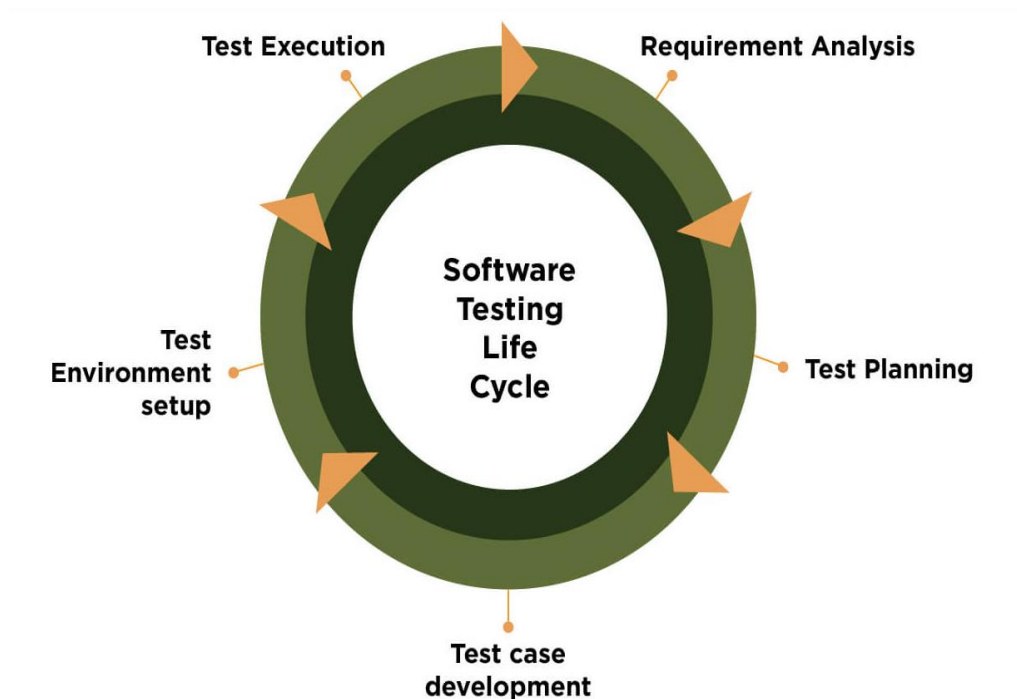 Test Execution
Requirement Analysis
Software
Testing
Life
Cycle
Test
Environment
setup
Test Planning
Test case
development